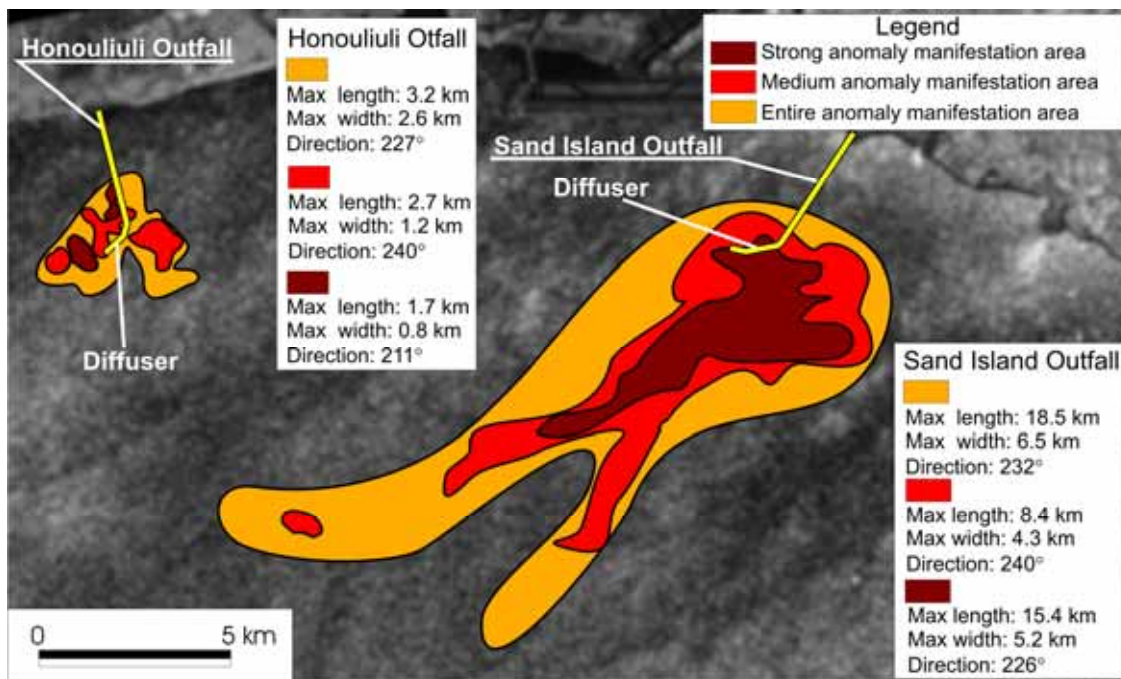 Honouliuli Outfall
Honouliuli Otfall
Max length: 3.2 km
Max width: 2.6 km
Direction: 227°
Max length: 2.7 km
Max width: 1.2 km
Direction: 240°
Max length: 1.7 km
Max width: 0.8 km
Direction: 211°
Diffuser
Legend
Strong anomaly manifestation area
Medium anomaly manifestation area
Entire anomaly manifestation area
Sand Island Outfall
Diffuser
Sand Island Outfall
Max length: 18.5 km
Max width: 6.5 km
Direction: 232°
Max length: 8.4 km
Max width: 4.3 km
Direction: 240°
Max length: 15.4 km
Max width: 5.2 km
Direction: 226°
0 5 km